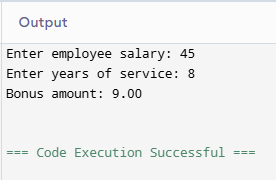 Output
Enter employee salary: 45
Enter years of service: 8
Bonus amount: 9.00
=== Code Execution Successful ===